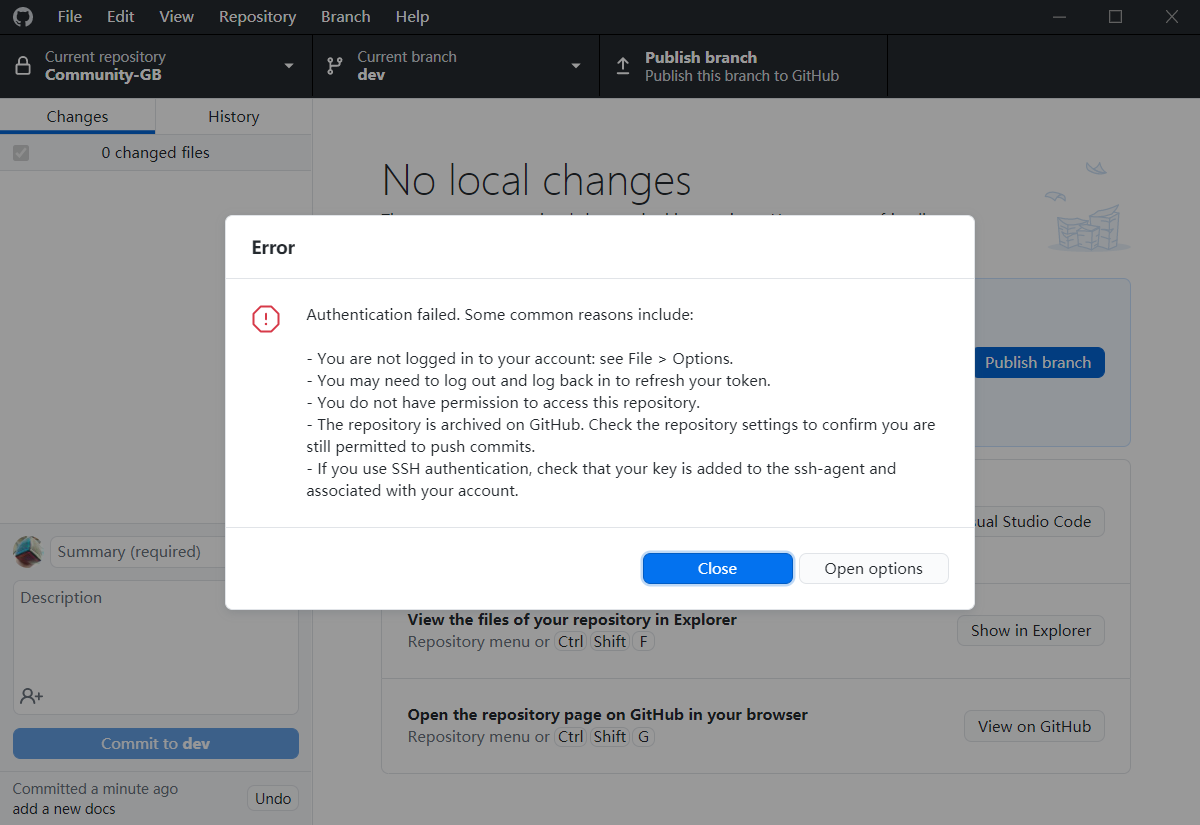 File Edit View Repository Branch Help
Current repository
Community-GB
Current branch
dev
Publish branch
Publish this branch to GitHub
Changes History
0 changed files
No local changes
Error
Authentication failed. Some common reasons include:
- You are not logged in to your account: see File > Options.
- You may need to log out and log back in to refresh your token.
- You do not have permission to access this repository.
- The repository is archived on GitHub. Check the repository settings to confirm you are
still permitted to push commits.
- If you use SSH authentication, check that your key is added to the ssh-agent and
associated with your account.
Close Open options
Publish branch
Studio Code
View the files of your repository in Explorer
Repository menu or Ctrl Shift F
Show in Explorer
Open the repository page on GitHub in your browser
Repository menu or Ctrl Shift G
View on GitHub
Summary (required)
Description
Commit to dev
Committed a minute ago
add a new docs
Undo